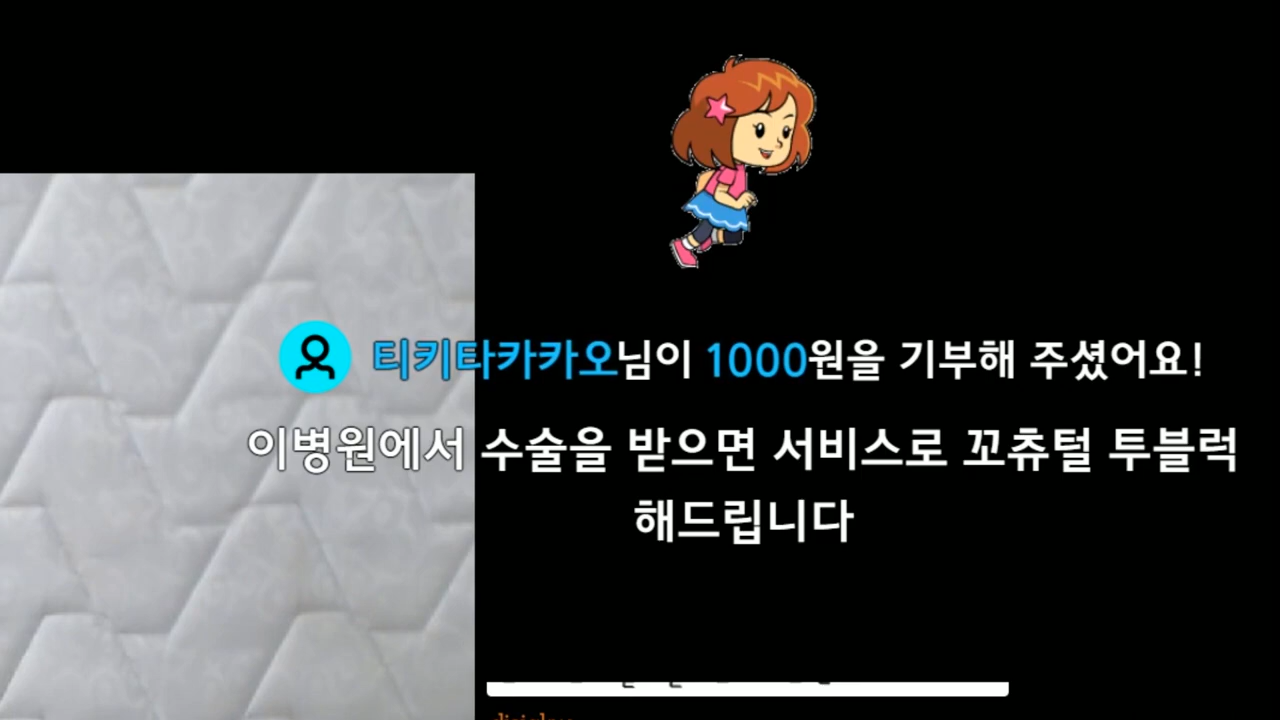 티키타카카오님이 1000원을 기부해 주셨어요!
이병원에서 수술을 받으면 서비스로 꼬츄털 투블럭
해드립니다